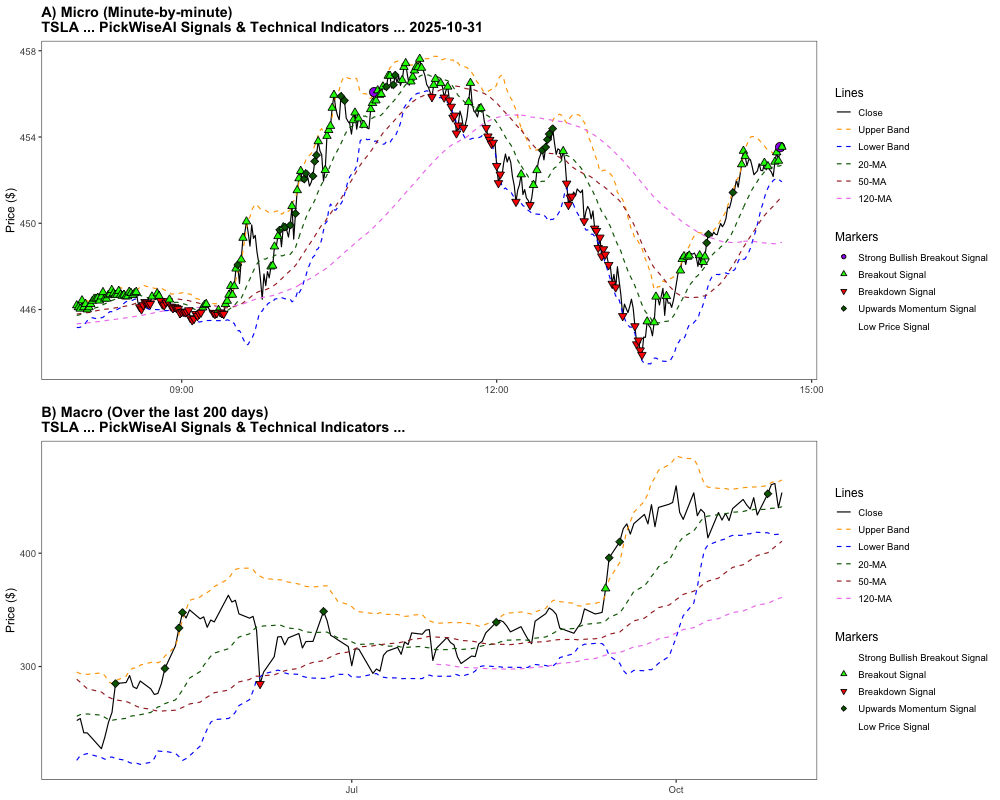 A) Micro (Minute-by-minute)
TSLA ... PickWiseAI Signals & Technical Indicators ... 2025-10-31
Price ($)
458
454
450
446
09:00
12:00
15:00
Lines
Close
Upper Band
Lower Band
20-MA
50-MA
120-MA
Markers
Strong Bullish Breakout Signal
Breakout Signal
Breakdown Signal
Upwards Momentum Signal
Low Price Signal
B) Macro (Over the last 200 days)
TSLA ... PickWiseAI Signals & Technical Indicators ...
Price ($)
400
300
Jul
Oct
Lines
Close
Upper Band
Lower Band
20-MA
50-MA
120-MA
Markers
Strong Bullish Breakout Signal
Breakout Signal
Breakdown Signal
Upwards Momentum Signal
Low Price Signal